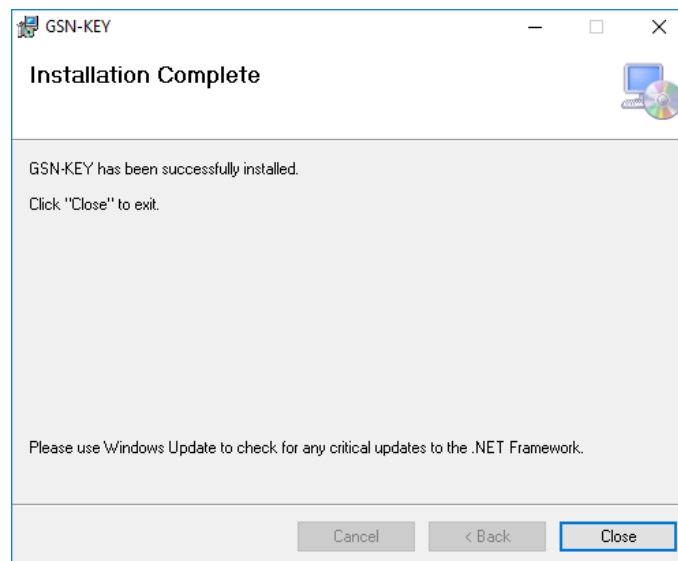 GSN-KEY
Installation Complete
GSN-KEY has been successfully installed.
Click "Close" to exit.
Please use Windows Update to check for any critical updates to the .NET Framework.
Cancel
< Back
Close